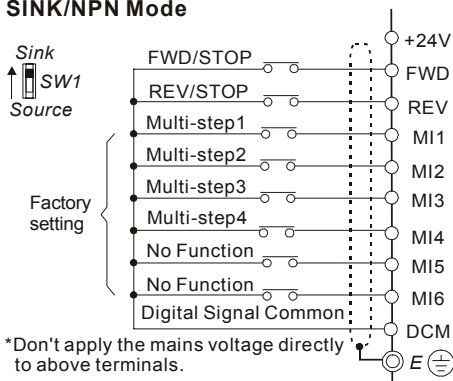 SINK/NPN Mode
Sink
SW1
Source
+24V
FWD/STOP
FWD
REV/STOP
REV
Multi-step1
MI1
Multi-step2
MI2
Multi-step3
MI3
Factory
setting
Multi-step4
MI4
No Function
MI5
No Function
MI6
Digital Signal Common
DCM
*Don't apply the mains voltage directly
to above terminals.
E